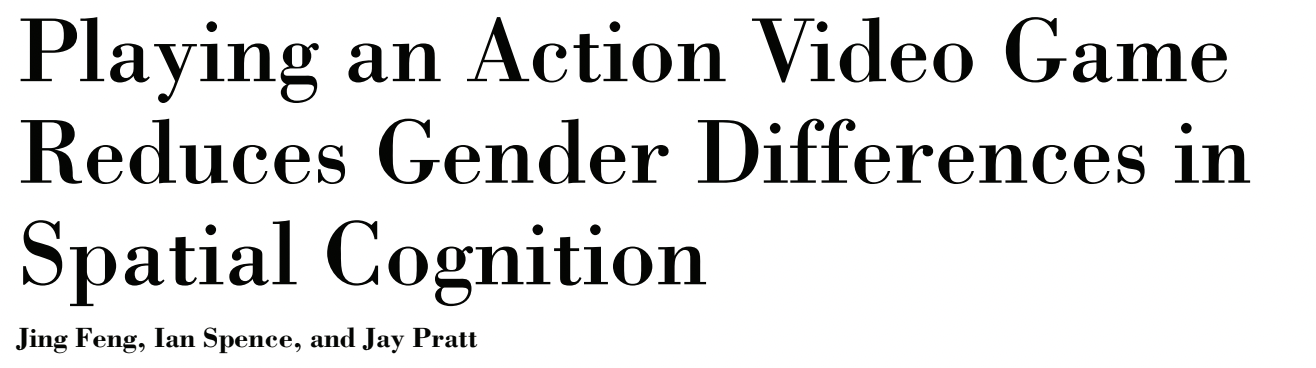 Playing an Action Video Game
Reduces Gender Differences in
Spatial Cognition
Jing Feng, Ian Spence, and Jay Pratt